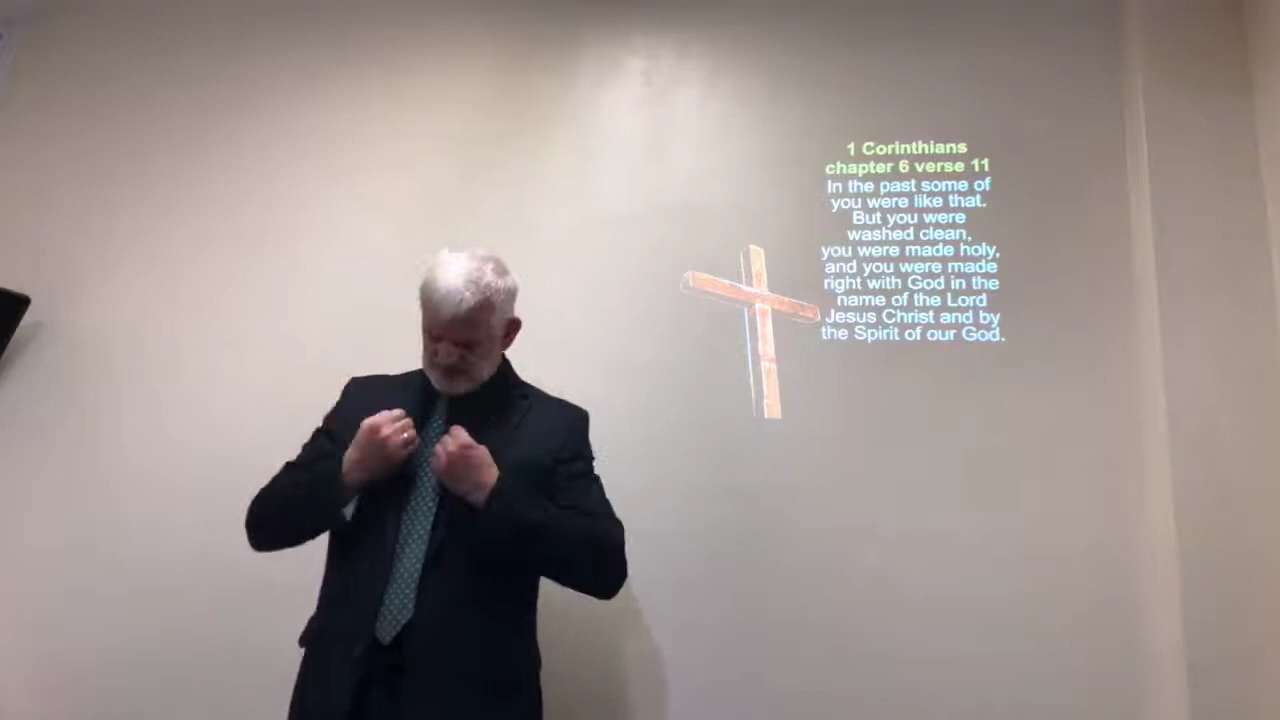 1 Corinthians
chapter 6 verse 11
In the past some of
you were like that.
But you were
washed clean,
you were made holy,
and you were made
right with God in the
name of the Lord
Jesus Christ and by
the Spirit of our God.